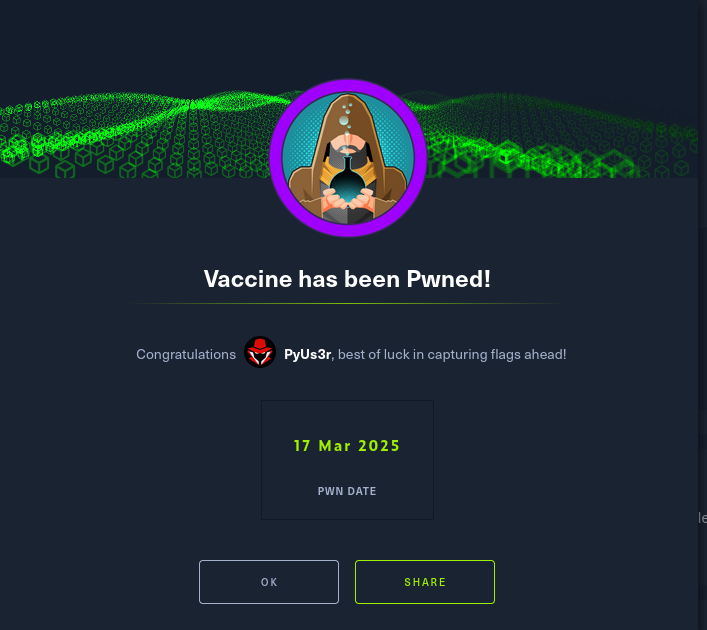 Vaccine has been Pwned!
Congratulations PyUs3r, best of luck in capturing flags ahead!
17 Mar 2025
PWN DATE
OK
SHARE